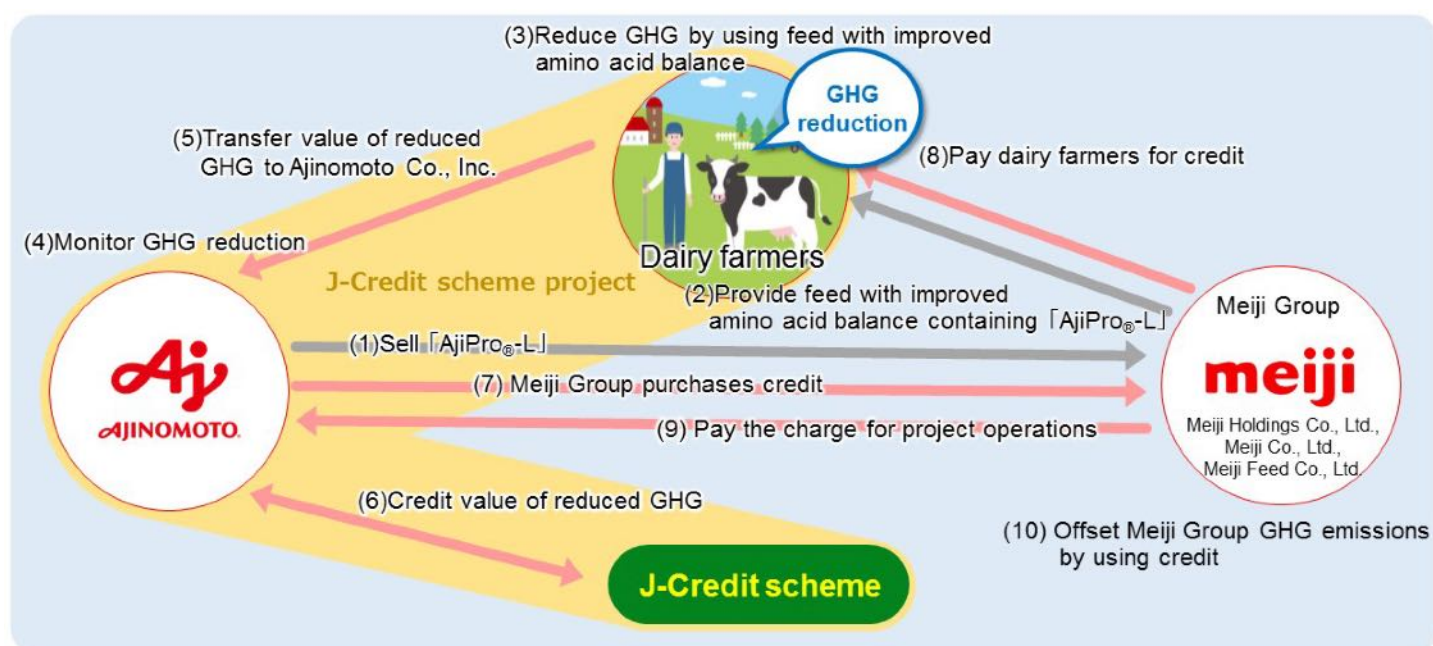 (3)Reduce GHG by using feed with improved
amino acid balance
GHG
reduction
(5)Transfer value of reduced
GHG to Ajinomoto Co., Inc.
(8)Pay dairy farmers for credit
(4)Monitor GHG reduction
Dairy farmers
J-Credit scheme project
(2)Provide feed with improved
amino acid balance containing「AjiPro®-L」
Meiji Group
(1)Sell「AjiPro®-L」
meiji
Aj
AJINOMOTO.
(7) Meiji Group purchases credit
(9) Pay the charge for project operations
Meiji Holdings Co., Ltd.,
Meiji Co., Ltd.,
Meiji Feed Co., Ltd.
(6)Credit value of reduced GHG
(10) Offset Meiji Group GHG emissions
by using credit
J-Credit scheme